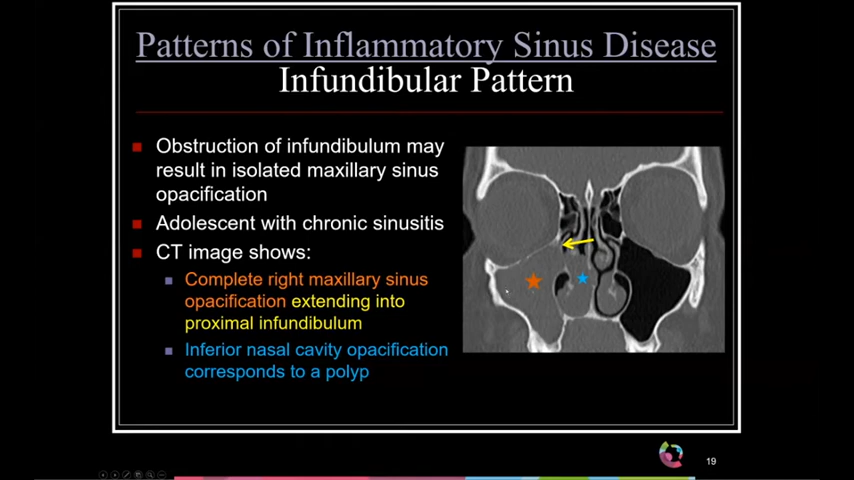 Patterns of Inflammatory Sinus Disease
Infundibular Pattern
Obstruction of infundibulum may
result in isolated maxillary sinus
opacification
Adolescent with chronic sinusitis
CT image shows:
Complete right maxillary sinus
opacification extending into
proximal infundibulum
Inferior nasal cavity opacification
corresponds to a polyp
19